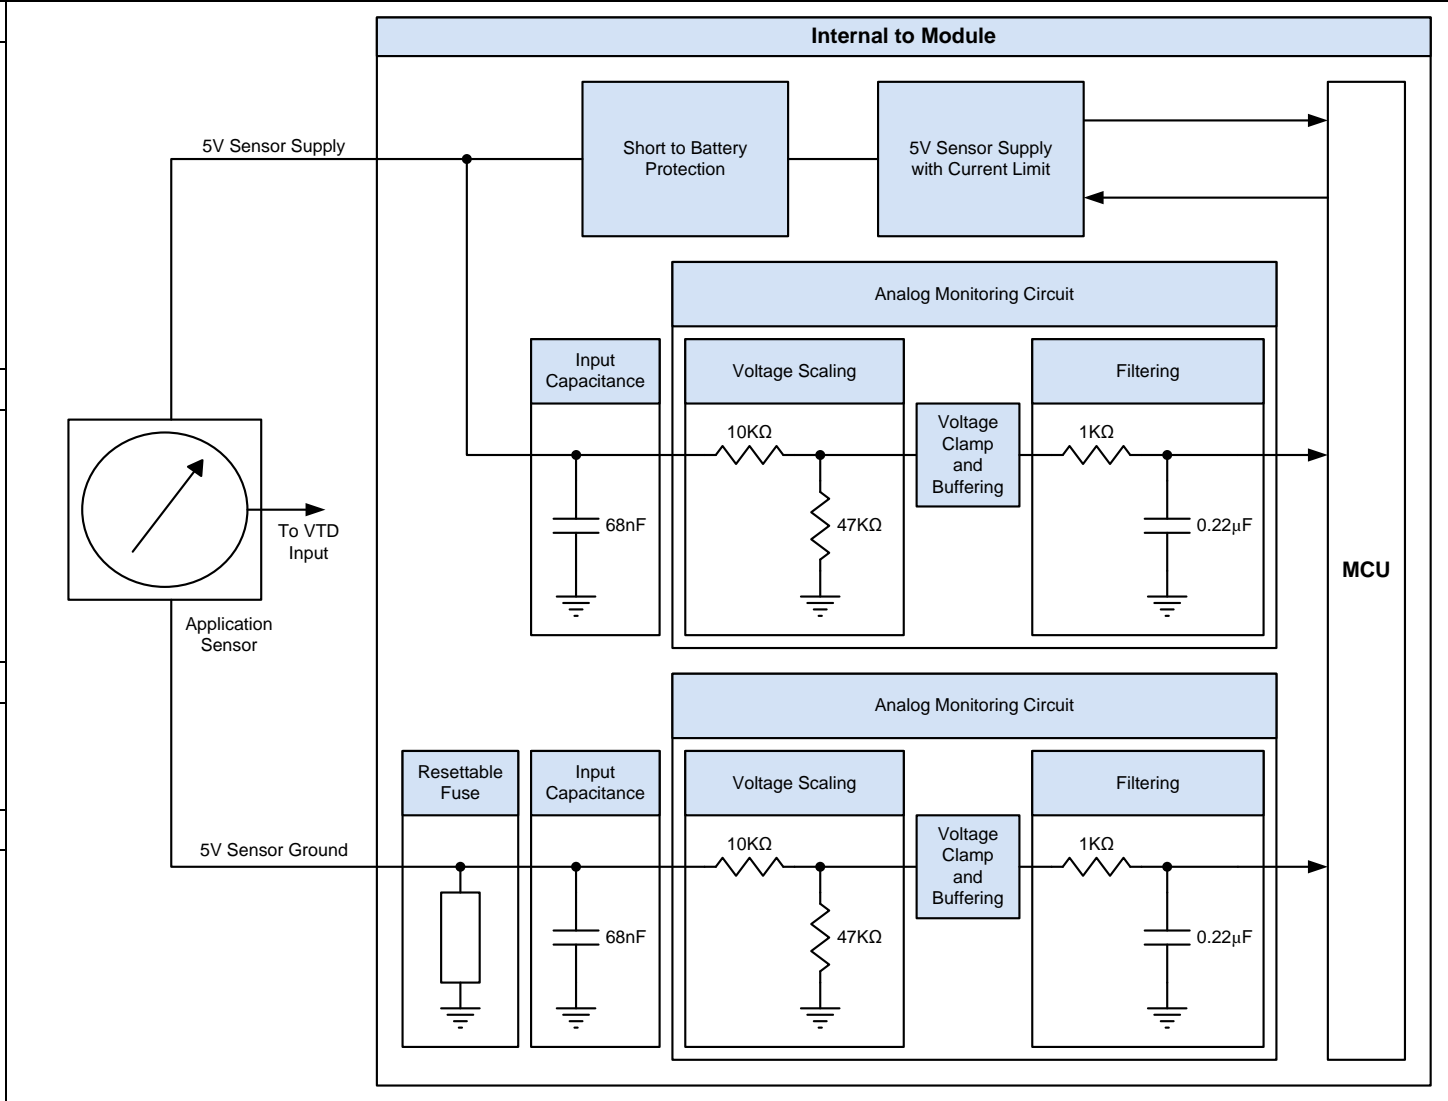 Internal to Module
5V Sensor Supply
Short to Battery
Protection
5V Sensor Supply
with Current Limit
Analog Monitoring Circuit
Input
Capacitance
Voltage Scaling
Filtering
10KΩ
Voltage
Clamp
and
Buffering
1KΩ
68nF
47KΩ
0.22μF
To VTD
Input
MCU
Application
Sensor
Analog Monitoring Circuit
Resettable
Fuse
Input
Capacitance
Voltage Scaling
Filtering
5V Sensor Ground
10KΩ
Voltage
Clamp
and
Buffering
1KΩ
68nF
47KΩ
0.22μF